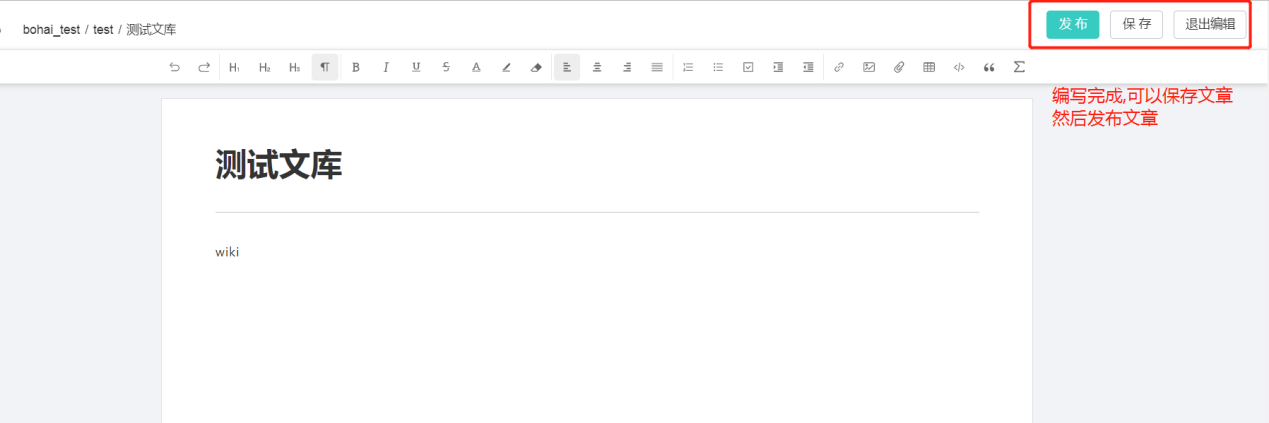 bohai_test / test / 测试文库
发布 保存 退出编辑
H1 H2 H3 B I U S A
编写完成,可以保存文章
然后发布文章
测试文库
wiki